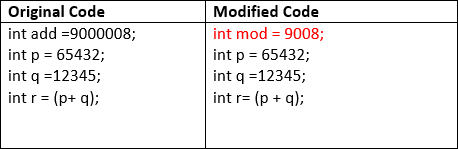 Original Code
Modified Code
int add =9000008;
int mod = 9008;
int p = 65432;
int p = 65432;
int q =12345;
int q =12345;
int r = (p+ q);
int r= (p + q);